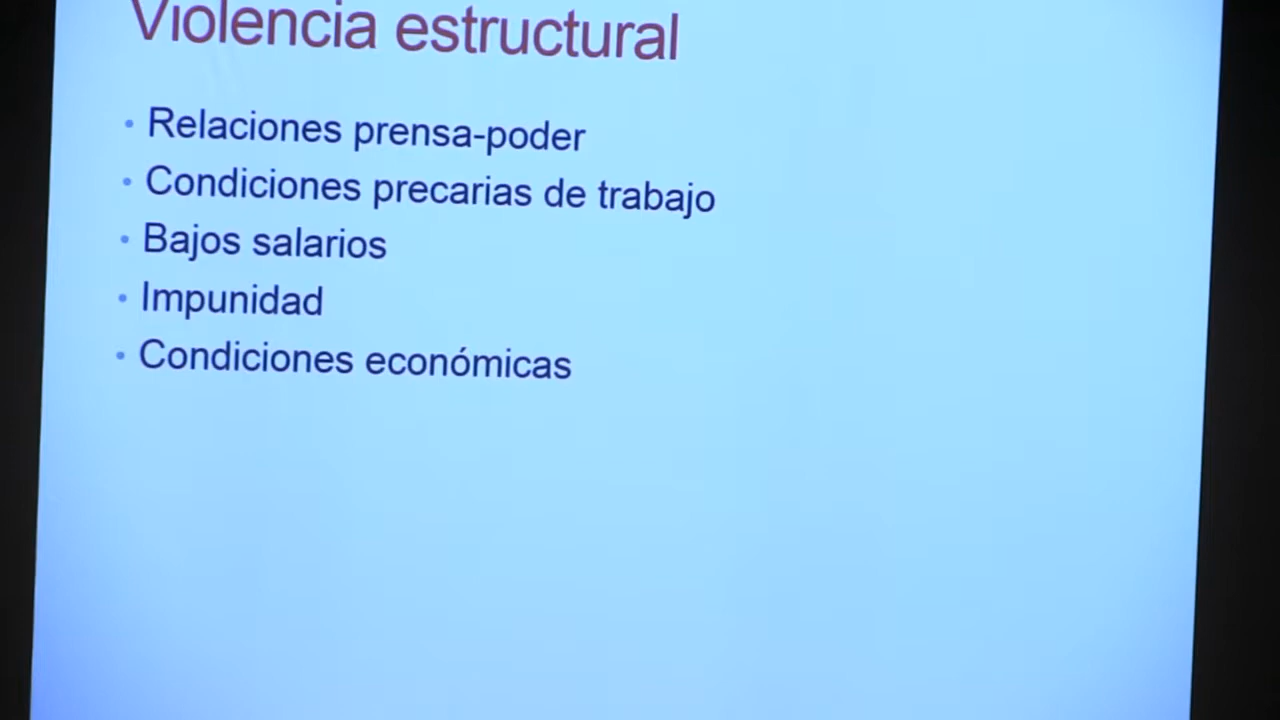 Violencia estructural
• Relaciones prensa-poder
• Condiciones precarias de trabajo
• Bajos salarios
• Impunidad
• Condiciones económicas